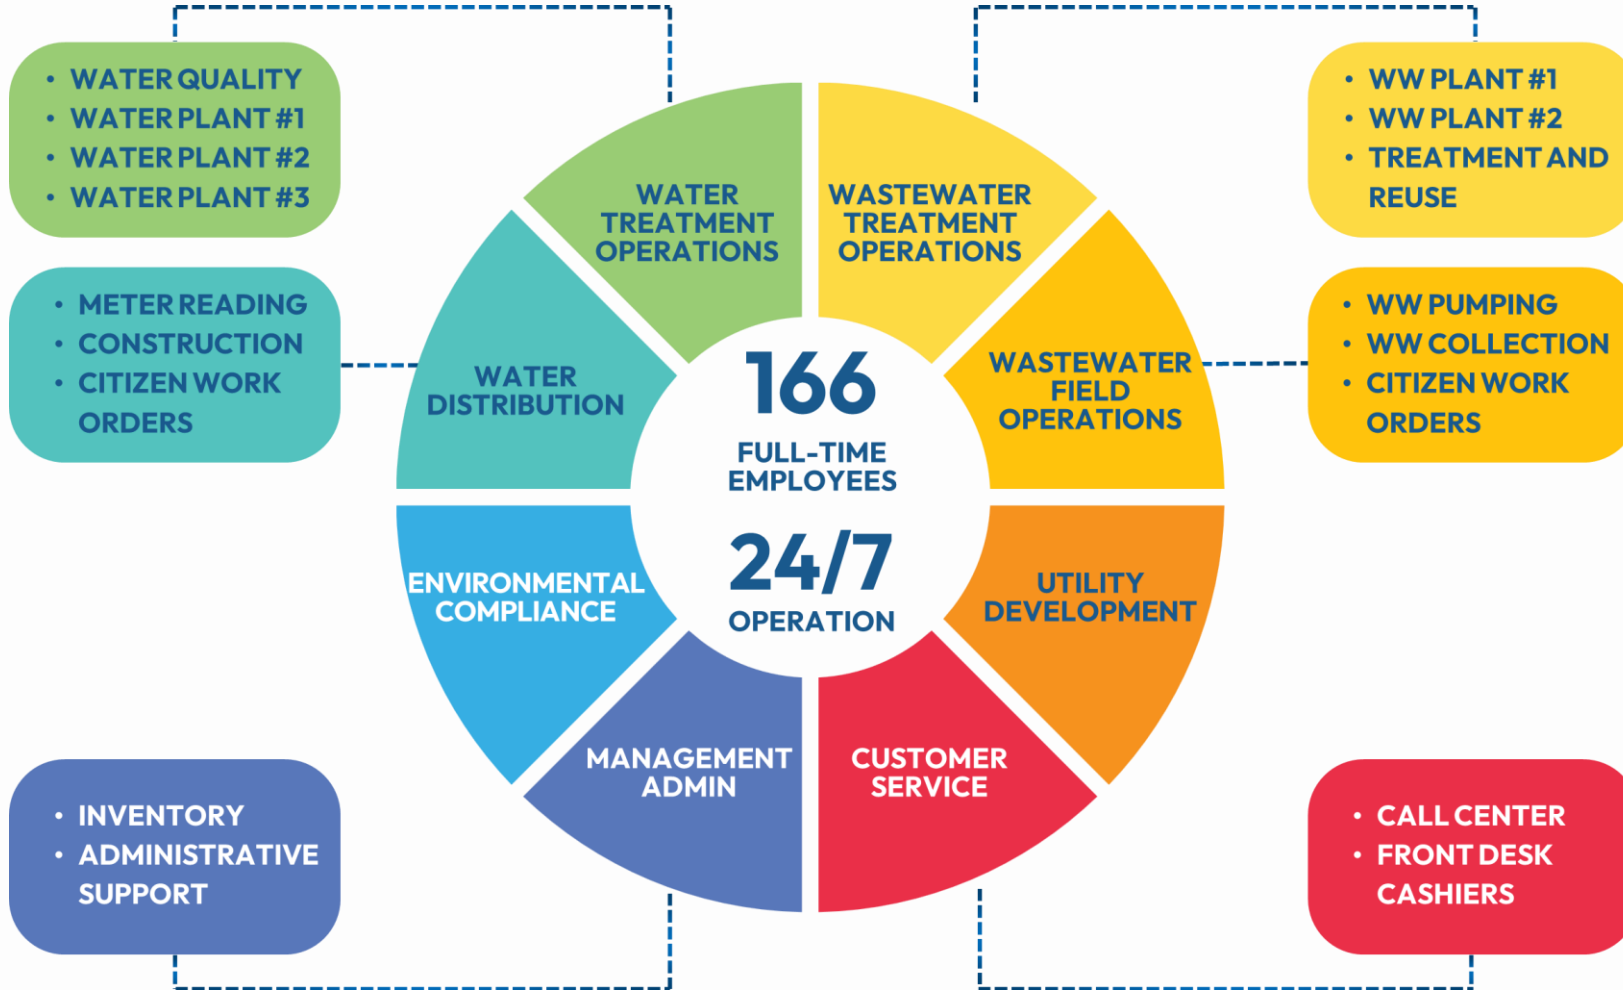 • WATER QUALITY
• WATER PLANT #1
• WATER PLANT #2
• WATER PLANT #3
• METER READING
• CONSTRUCTION
• CITIZEN WORK
ORDERS
WATER
TREATMENT
OPERATIONS
WASTEWATER
TREATMENT
OPERATIONS
WATER
DISTRIBUTION
WASTEWATER
FIELD
OPERATIONS
166
FULL-TIME
EMPLOYEES
24/7
OPERATION
ENVIRONMENTAL
COMPLIANCE
UTILITY
DEVELOPMENT
MANAGEMENT
ADMIN
CUSTOMER
SERVICE
• WW PLANT #1
• WW PLANT #2
• TREATMENT AND
REUSE
• WW PUMPING
• WW COLLECTION
• CITIZEN WORK
ORDERS
• INVENTORY
• ADMINISTRATIVE
SUPPORT
• CALL CENTER
• FRONT DESK
CASHIERS